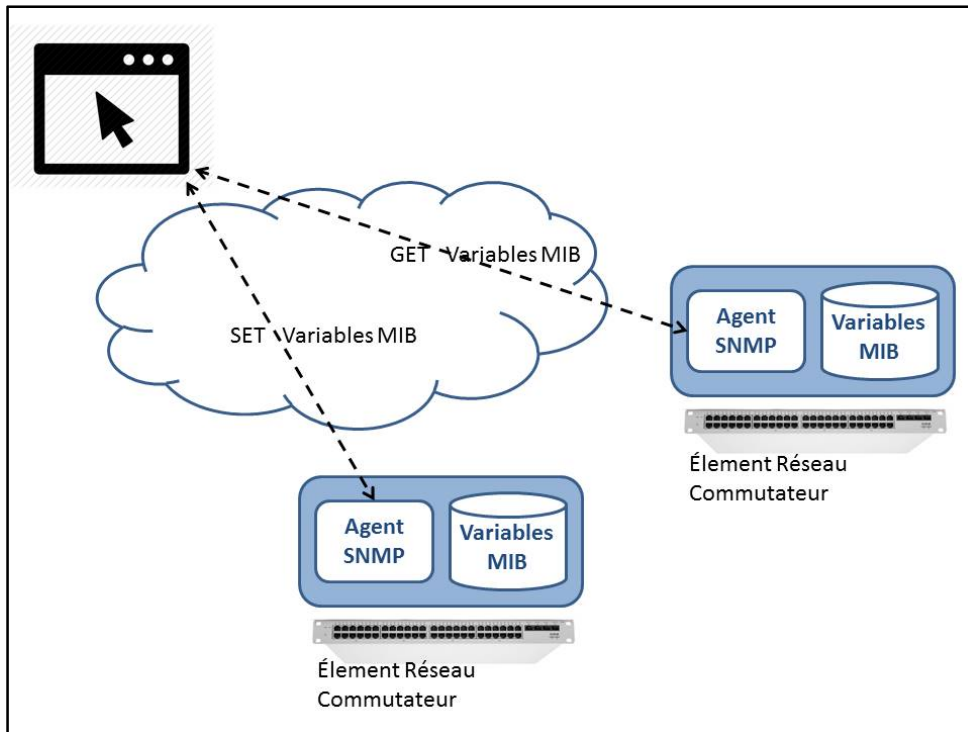 GET Variables MIB
SET Variables MIB
Agent
SNMP
Variables
MIB
Élement Réseau
Commutateur
Agent
SNMP
Variables
MIB
Élement Réseau
Commutateur